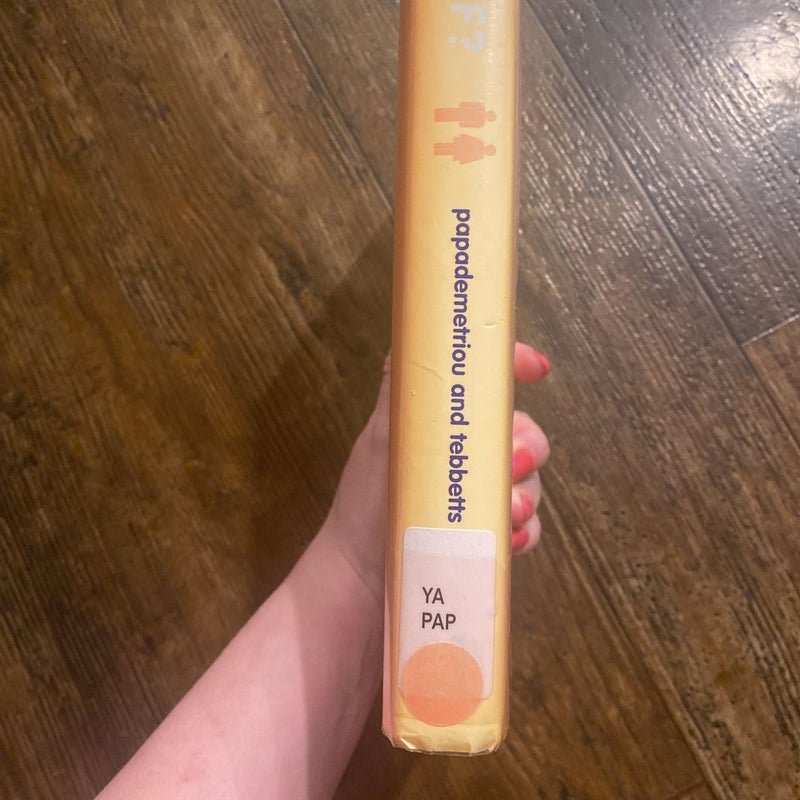 F?
papademetriou and tebbetts
YA
PAP